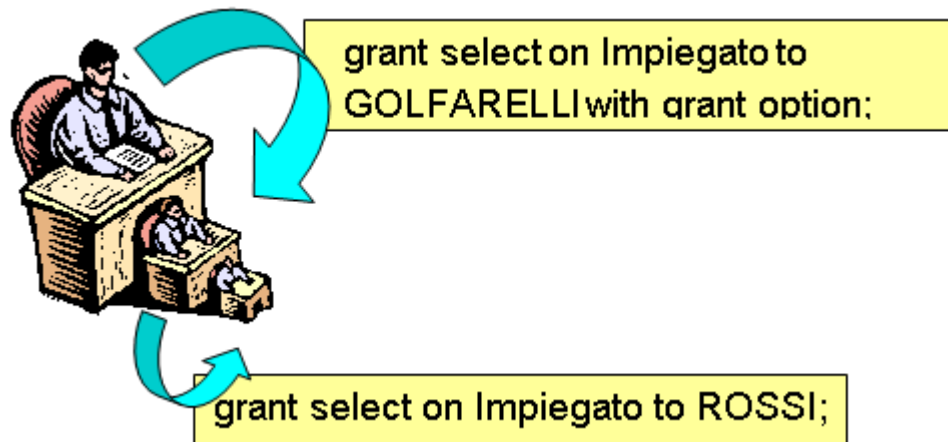 grant select on Impiegato to
GOLFARELLI with grant option;
grant select on Impiegato to ROSSI;